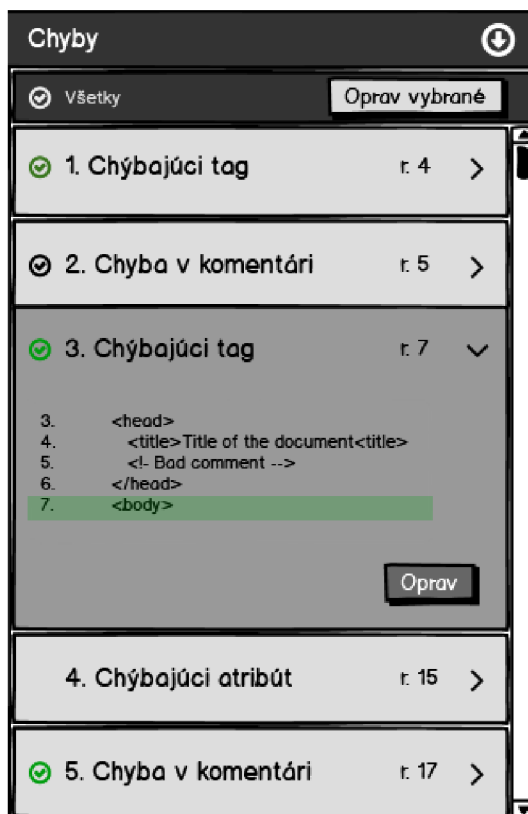 Chyby
Všetky Oprav vybrané
1. Chýbajúci tag r. 4
2. Chyba v komentári r. 5
3. Chýbajúci tag r. 7
3. <head>
4. <title>Title of the document<title>
5. <!- Bad comment -->
6. </head>
7. <body>
Oprav
4. Chýbajúci atribút r. 15
5. Chyba v komentári r. 17